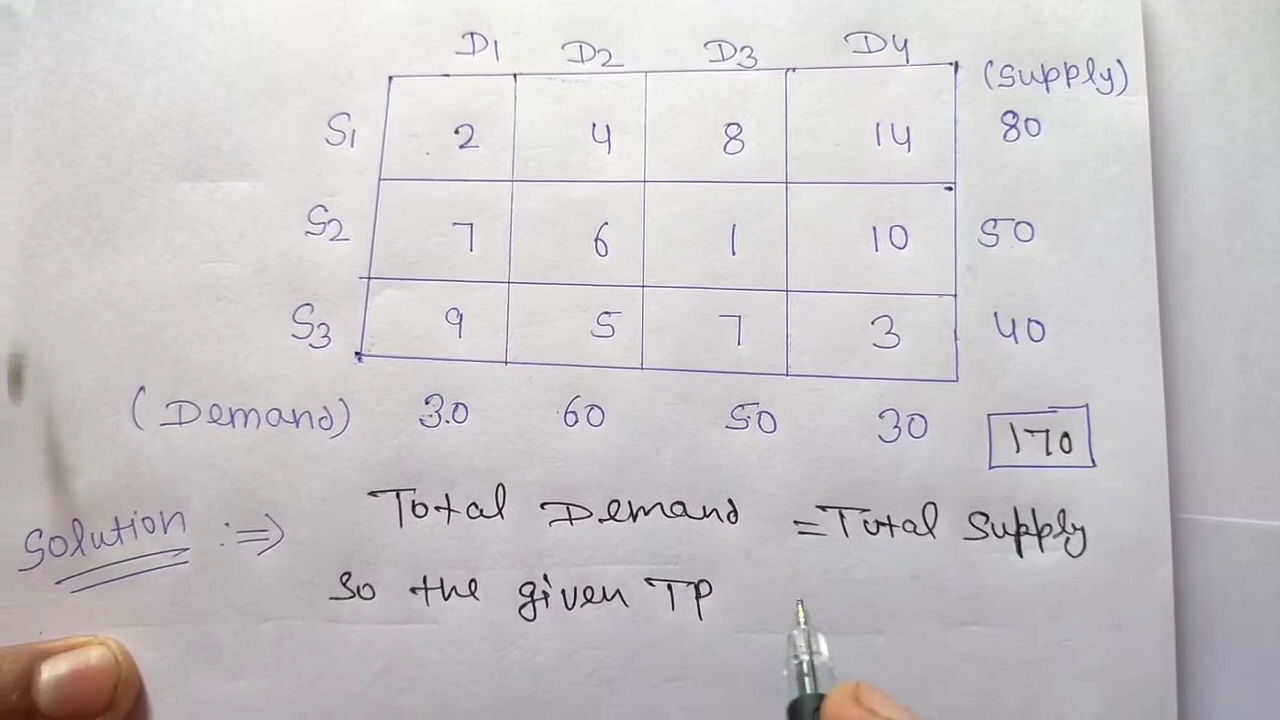 D1 D2 D3 D4 (Supply)
S1 2 4 8 14 80
S2 7 6 1 10 50
S3 9 5 7 3 40
(Demand) 30 60 50 30 170
Solution :⇒ Total Demand = Total Supply
So the given TP